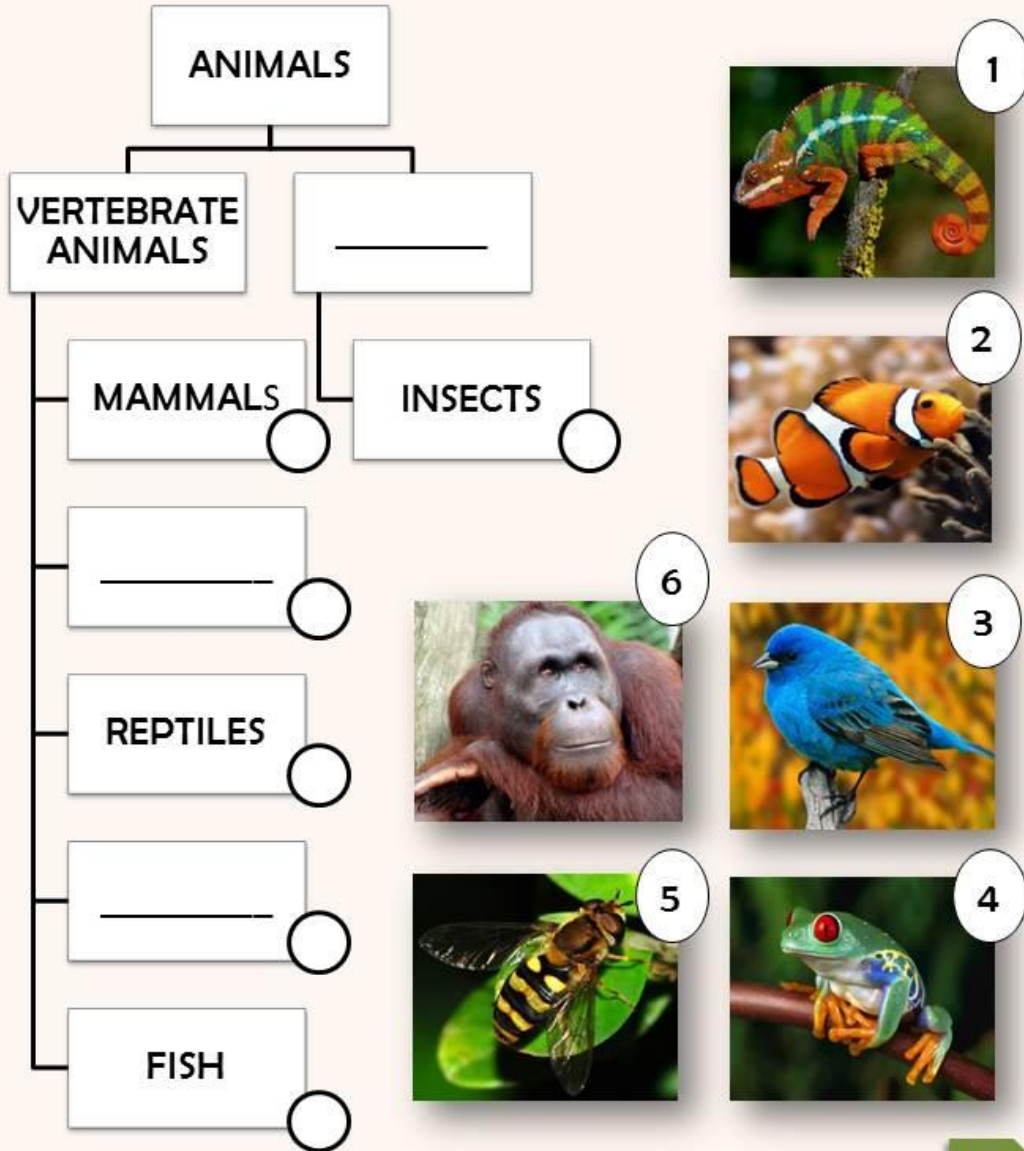 ANIMALS
VERTEBRATE
ANIMALS
MAMMALS
INSECTS
REPTILES
FISH
1
2
6
3
5
4